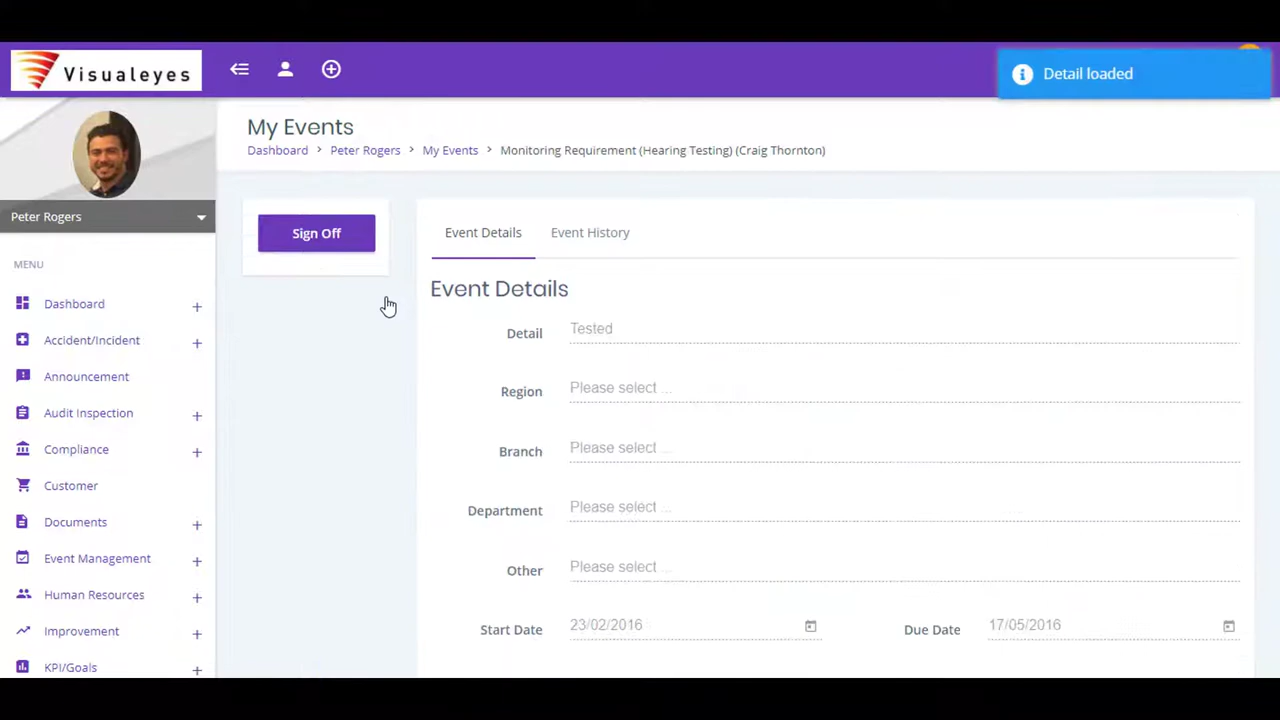 Visualeyes
Detail loaded
My Events
Dashboard > Peter Rogers > My Events > Monitoring Requirement (Hearing Testing) (Craig Thornton)
Peter Rogers
MENU
Dashboard +
Accident/Incident +
Announcement
Audit Inspection +
Compliance +
Customer
Documents +
Event Management +
Human Resources +
Improvement +
KPI/Goals +
Sign Off
Event Details Event History
Event Details
Detail Tested
Region Please select ...
Branch Please select ...
Department Please select ...
Other Please select ...
Start Date 23/02/2016 Due Date 17/05/2016